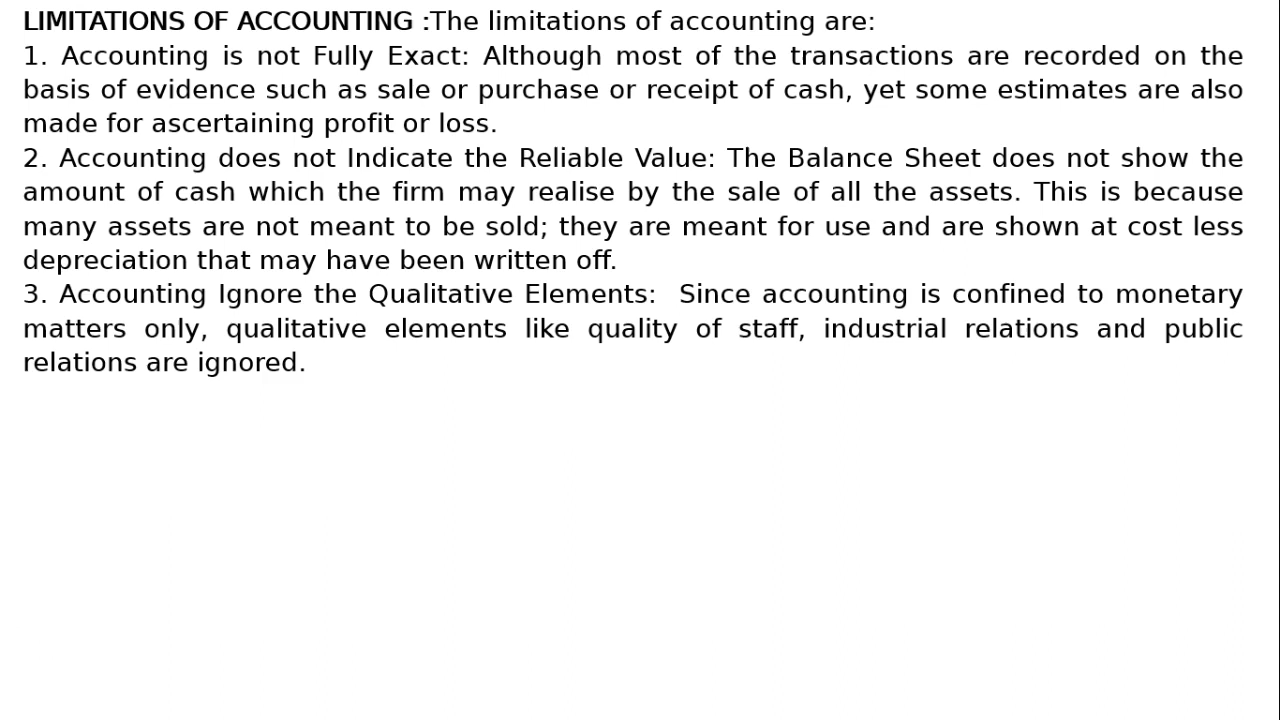 LIMITATIONS OF ACCOUNTING :The limitations of accounting are:
1. Accounting is not Fully Exact: Although most of the transactions are recorded on the
basis of evidence such as sale or purchase or receipt of cash, yet some estimates are also
made for ascertaining profit or loss.
2. Accounting does not Indicate the Reliable Value: The Balance Sheet does not show the
amount of cash which the firm may realise by the sale of all the assets. This is because
many assets are not meant to be sold; they are meant for use and are shown at cost less
depreciation that may have been written off.
3. Accounting Ignore the Qualitative Elements:  Since accounting is confined to monetary
matters only, qualitative elements like quality of staff, industrial relations and public
relations are ignored.